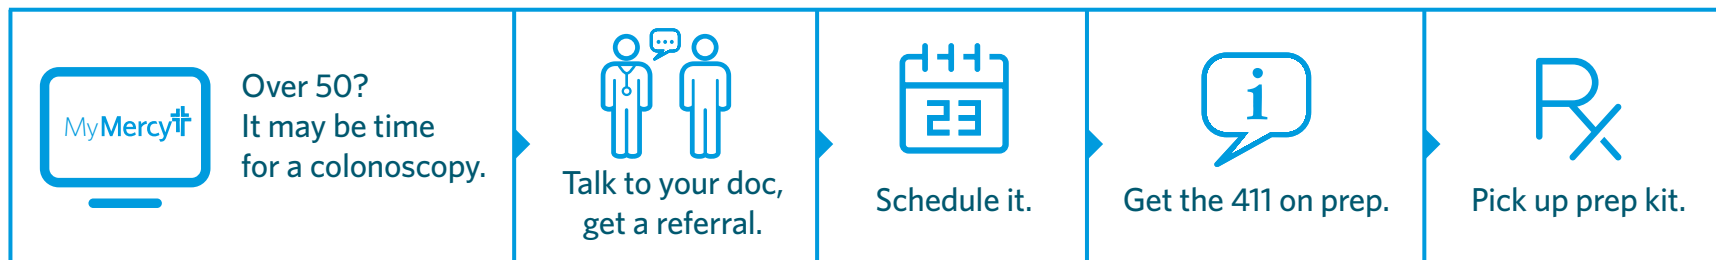 MyMercy
Over 50?
It may be time
for a colonoscopy.
Talk to your doc,
get a referral.
23
Schedule it.
i
Get the 411 on prep.
Rx
Pick up prep kit.